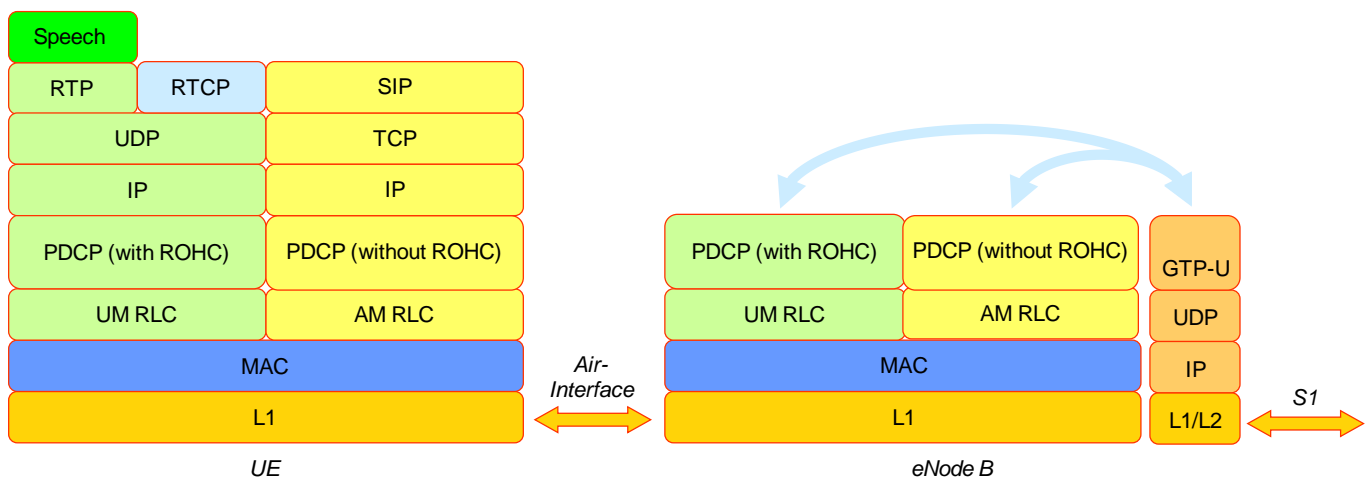 Speech
RTP RTCP SIP
UDP TCP
IP IP
PDCP (with ROHC) PDCP (without ROHC)
UM RLC AM RLC
MAC
L1
UE
Air-
Interface
PDCP (with ROHC) PDCP (without ROHC) GTP-U
UM RLC AM RLC UDP
MAC IP
L1 L1/L2
eNode B
S1